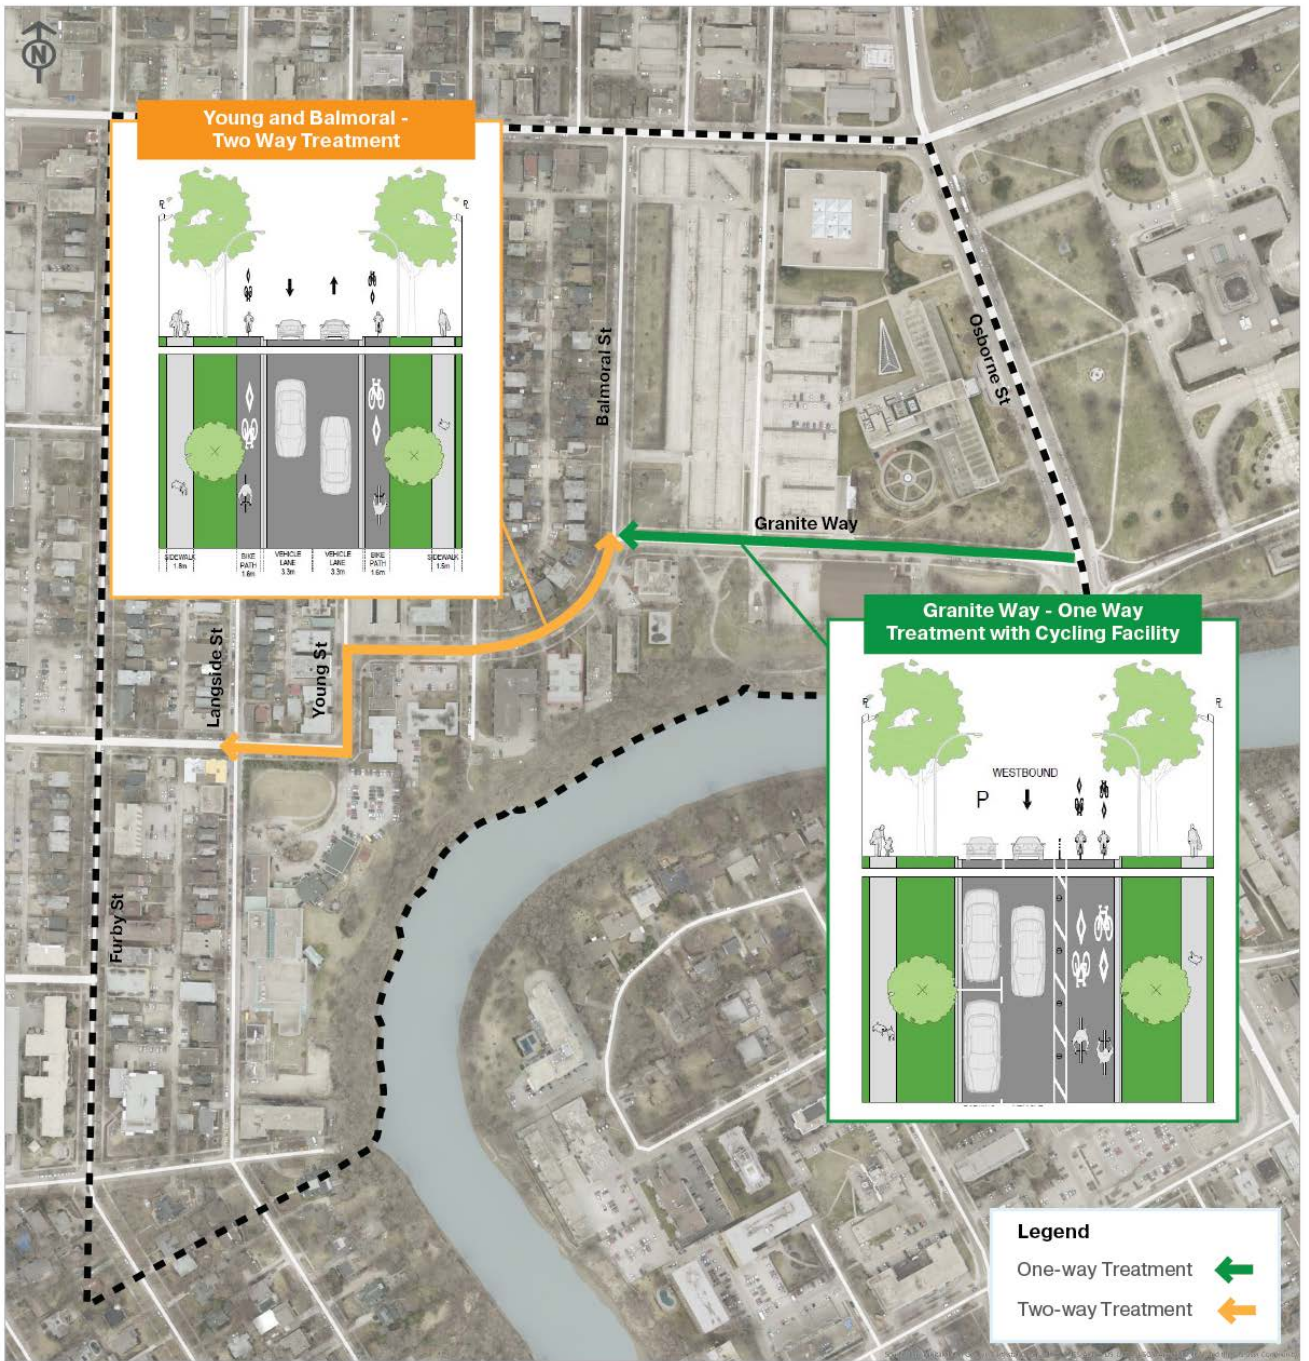 N
Young and Balmoral -
Two Way Treatment
SIDEWALK
1.8m
BIKE
PATH
1.6m
VEHICLE
LANE
3.3m
VEHICLE
LANE
3.3m
BIKE
PATH
1.6m
SIDEWALK
1.5m
Balmoral St
Osborne St
Granite Way
Langside St
Young St
Furby St
Granite Way - One Way
Treatment with Cycling Facility
WESTBOUND
P
Legend
One-way Treatment
Two-way Treatment